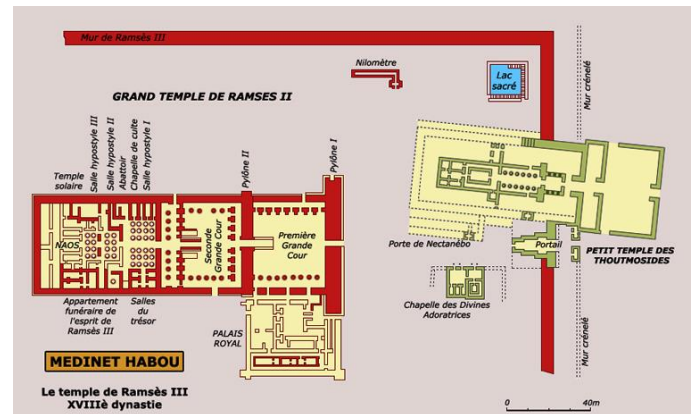 Mur de Ramsès III
Nilomètre
Lac
sacré
Mur crénelé
GRAND TEMPLE DE RAMSES II
Temple
solaire
Salle hypostyle III
Salle hypostyle II
Abattoir
Chapelle de culte
Salle hypostyle I
Pylône II
Pylône I
NAOS
Seconde
Grande Cour
Première
Grande
Cour
Porte de Nectanébo
Portail
PETIT TEMPLE DES
THOUTMOSIDES
Appartement
funéraire de
l'esprit de
Ramsès III
Salles
du
trésor
Chapelle des Divines
Adoratrices
PALAIS
ROYAL
Mur crénelé
MEDINET HABOU
Le temple de Ramsès III
XVIIIè dynastie
0 40m